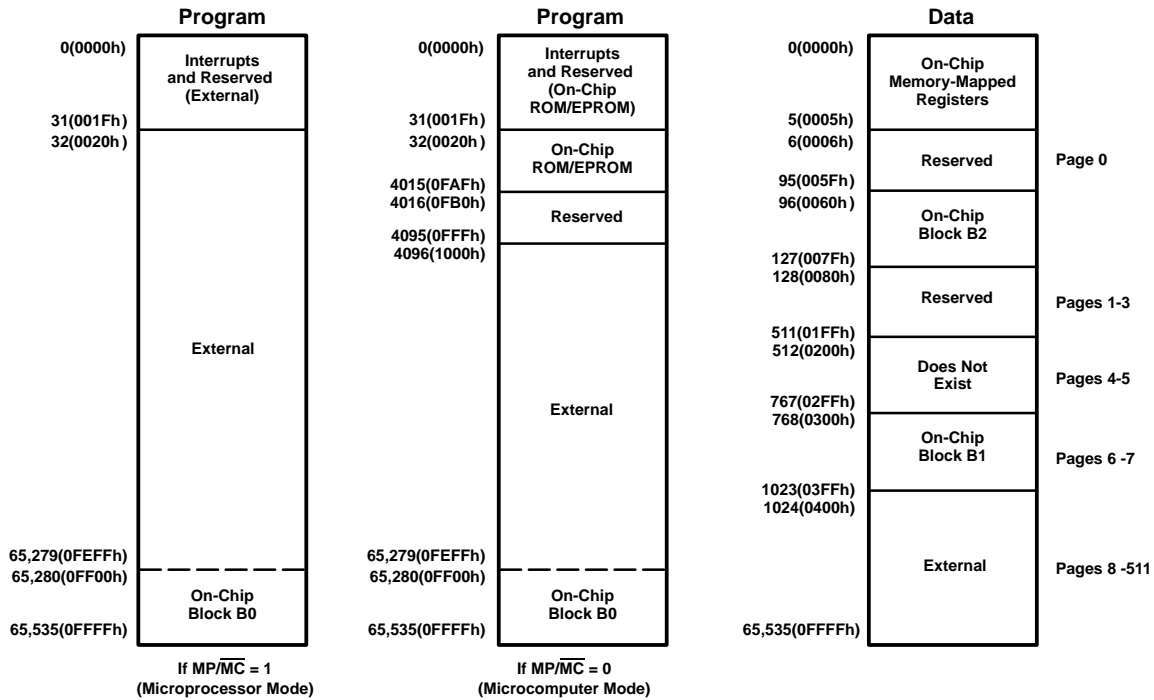 Program
0(0000h)
Interrupts
and Reserved
(External)
31(001Fh)
32(0020h)
External
65,279(0FEFFh)
65,280(0FF00h)
On-Chip
Block B0
65,535(0FFFFh)
If MP/M̅C̅ = 1
(Microprocessor Mode)
Program
0(0000h)
Interrupts
and Reserved
(On-Chip
ROM/EPROM)
31(001Fh)
32(0020h)
On-Chip
ROM/EPROM
4015(0FAFh)
4016(0FB0h)
Reserved
4095(0FFFh)
4096(1000h)
External
65,279(0FEFFh)
65,280(0FF00h)
On-Chip
Block B0
65,535(0FFFFh)
If MP/M̅C̅ = 0
(Microcomputer Mode)
Data
0(0000h)
On-Chip
Memory-Mapped
Registers
5(0005h)
6(0006h)
Reserved
Page 0
95(005Fh)
96(0060h)
On-Chip
Block B2
127(007Fh)
128(0080h)
Reserved
Pages 1-3
511(01FFh)
512(0200h)
Does Not
Exist
Pages 4-5
767(02FFh)
768(0300h)
On-Chip
Block B1
Pages 6 -7
1023(03FFh)
1024(0400h)
External
Pages 8 -511
65,535(0FFFFh)